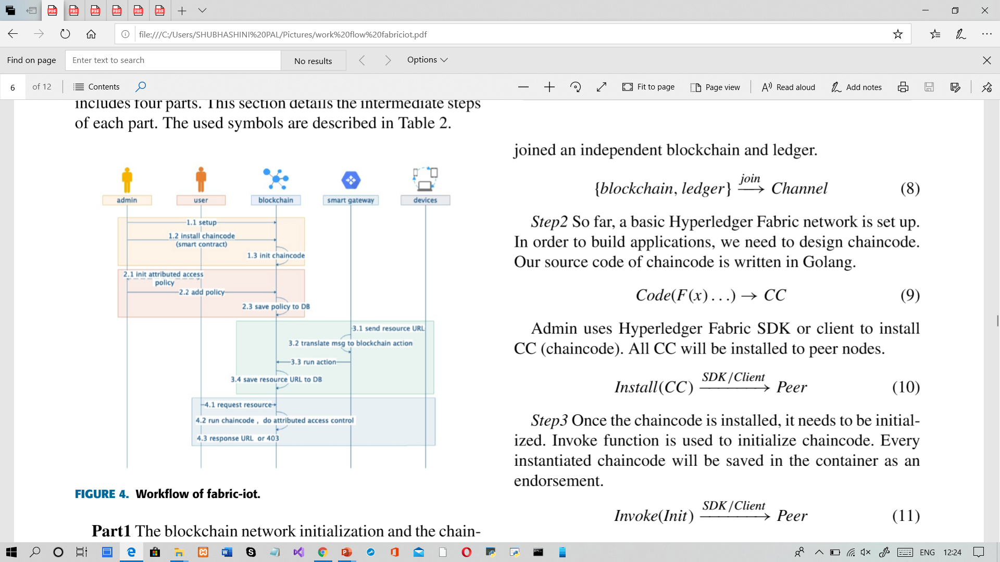 file:///C:/Users/SHUBHASHINI%20PAL/Pictures/work%20flow%20fabriciot.pdf
Find on page
Enter text to search
No results
Options
6 of 12
Contents
Fit to page
Page view
Read aloud
Add notes
includes four parts. This section details the intermediate steps
of each part. The used symbols are described in Table 2.
admin
user
blockchain
smart gateway
devices
1.1 setup
1.2 install chaincode
(smart contract)
1.3 init chaincode
2.1 init attributed access
policy
2.2 add policy
2.3 save policy to DB
3.1 send resource URL
3.2 translate msg to blockchain action
3.3 run action
3.4 save resource URL to DB
4.1 request resource
4.2 run chaincode , do attributed access control
4.3 response URL or 403
FIGURE 4. Workflow of fabric-iot.
Part1 The blockchain network initialization and the chain-
joined an independent blockchain and ledger.
{blockchain, ledger} join → Channel (8)
Step2 So far, a basic Hyperledger Fabric network is set up.
In order to build applications, we need to design chaincode.
Our source code of chaincode is written in Golang.
Code(F(x) . . .) → CC (9)
Admin uses Hyperledger Fabric SDK or client to install
CC (chaincode). All CC will be installed to peer nodes.
Install(CC) SDK/Client → Peer (10)
Step3 Once the chaincode is installed, it needs to be initial-
ized. Invoke function is used to initialize chaincode. Every
instantiated chaincode will be saved in the container as an
endorsement.
Invoke(Init) SDK/Client → Peer (11)
ENG
12:24